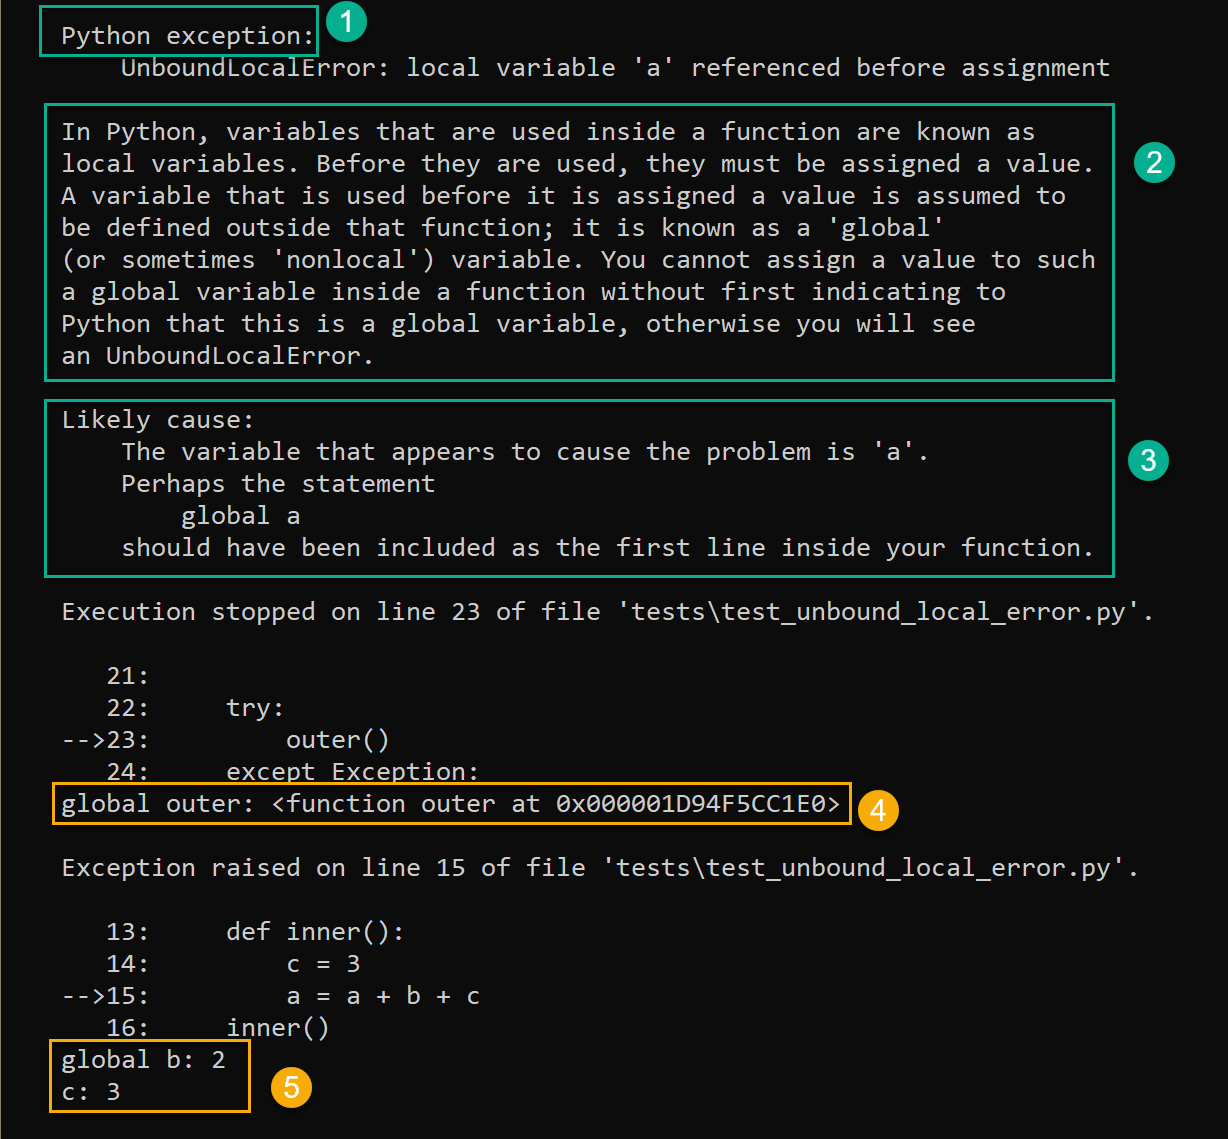 Python exception: 1
    UnboundLocalError: local variable 'a' referenced before assignment
In Python, variables that are used inside a function are known as
local variables. Before they are used, they must be assigned a value. 2
A variable that is used before it is assigned a value is assumed to
be defined outside that function; it is known as a 'global'
(or sometimes 'nonlocal') variable. You cannot assign a value to such
a global variable inside a function without first indicating to
Python that this is a global variable, otherwise you will see
an UnboundLocalError.
Likely cause:
    The variable that appears to cause the problem is 'a'. 3
    Perhaps the statement
        global a
    should have been included as the first line inside your function.
Execution stopped on line 23 of file 'tests\test_unbound_local_error.py'.
   21:
   22:     try:
-->23:         outer()
   24:     except Exception:
global outer: <function outer at 0x000001D94F5CC1E0> 4
Exception raised on line 15 of file 'tests\test_unbound_local_error.py'.
   13:     def inner():
   14:         c = 3
-->15:         a = a + b + c
   16:     inner()
global b: 2
c: 3 5